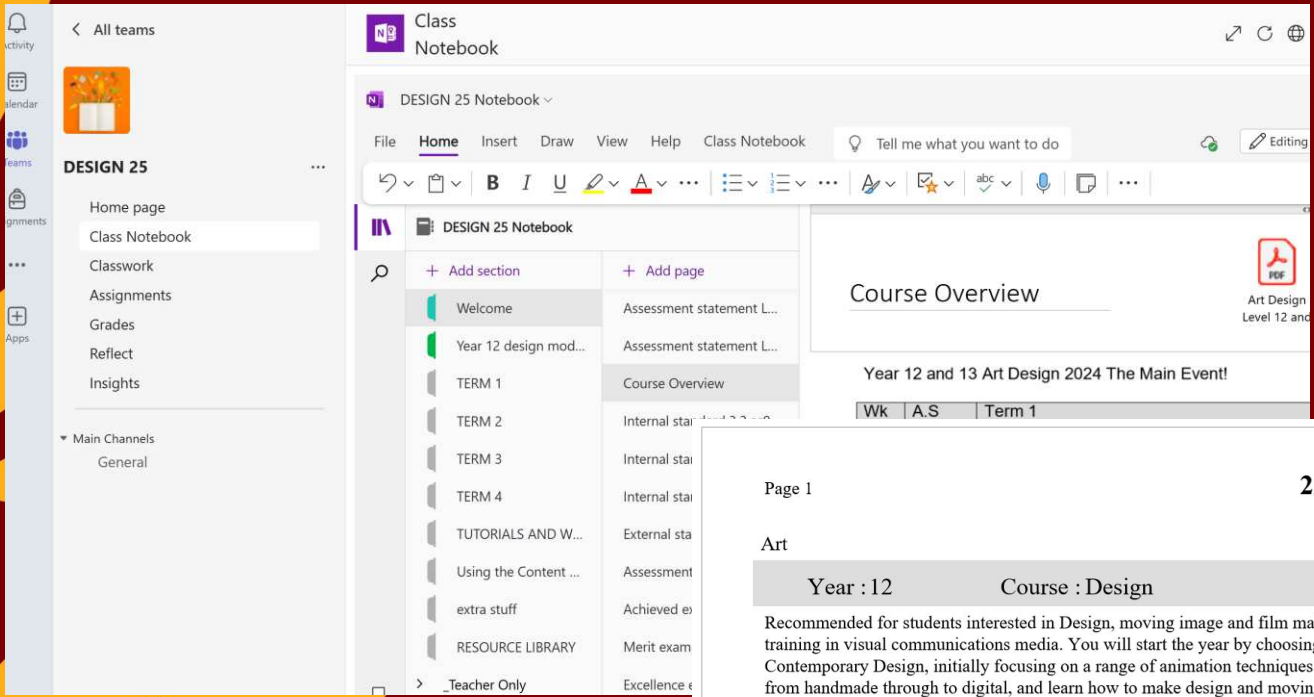 Activity
Calendar
Teams
Assignments
Apps
All teams
DESIGN 25
Home page
Class Notebook
Classwork
Assignments
Grades
Reflect
Insights
Main Channels
General
Class
Notebook
DESIGN 25 Notebook
File Home Insert Draw View Help Class Notebook Tell me what you want to do Editing
B I U A abc
DESIGN 25 Notebook
+ Add section
Welcome
Year 12 design mod...
TERM 1
TERM 2
TERM 3
TERM 4
TUTORIALS AND W...
Using the Content ...
extra stuff
RESOURCE LIBRARY
_Teacher Only
+ Add page
Assessment statement L...
Assessment statement L...
Course Overview
Internal
Internal
Internal
External
Assessment
Achieved
Merit exam
Excellence
Course Overview
PDF
Art Design
Level 12 and
Year 12 and 13 Art Design 2024 The Main Event!
Wk A.S Term 1
Page 1 2
Art
Year : 12 Course : Design
Recommended for students interested in Design, moving image and film ma
training in visual communications media. You will start the year by choosing
Contemporary Design, initially focusing on a range of animation techniques
from handmade through to digital, and learn how to make design and movi